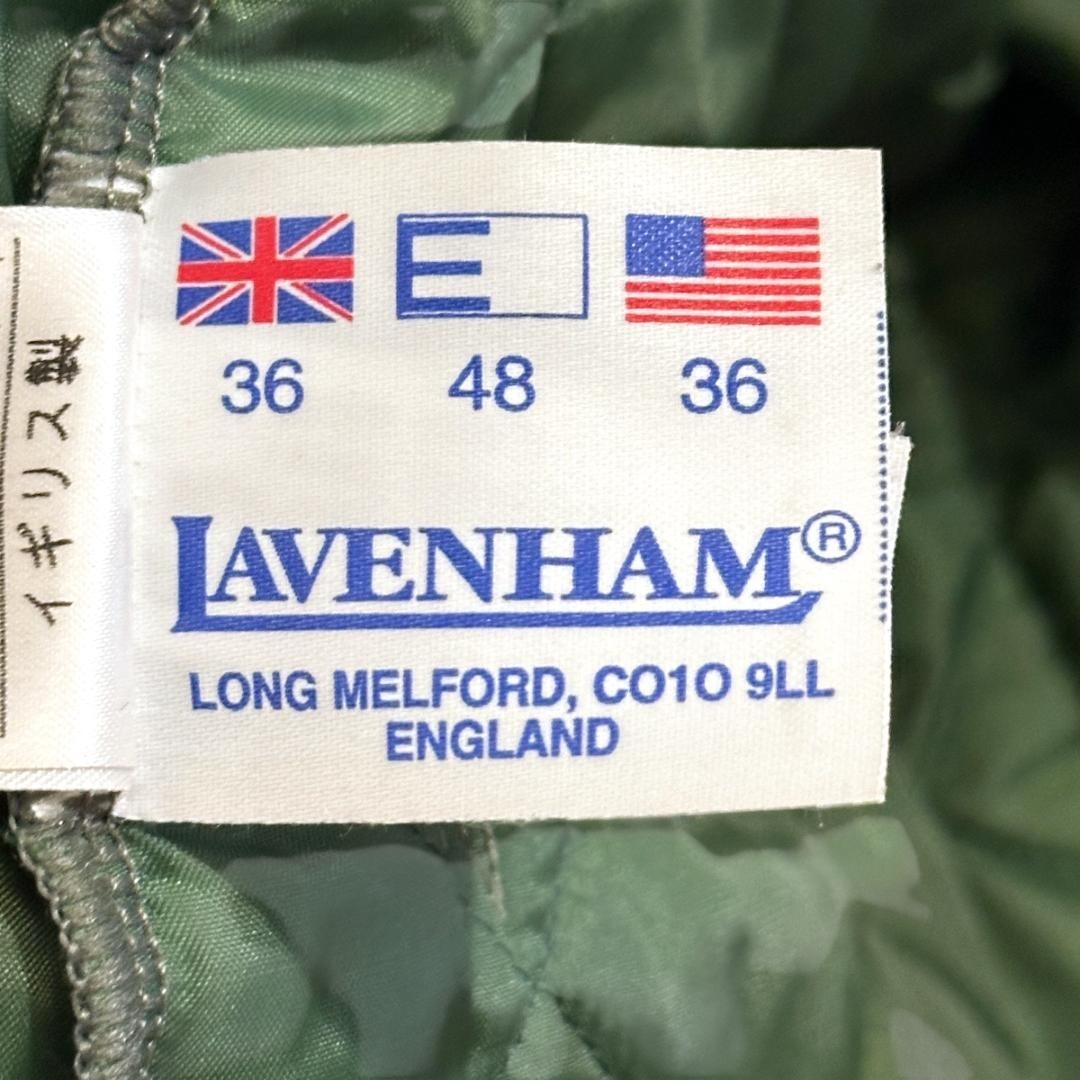 36 48 36
LAVENHAM®
LONG MELFORD, CO10 9LL
ENGLAND
イギリス製